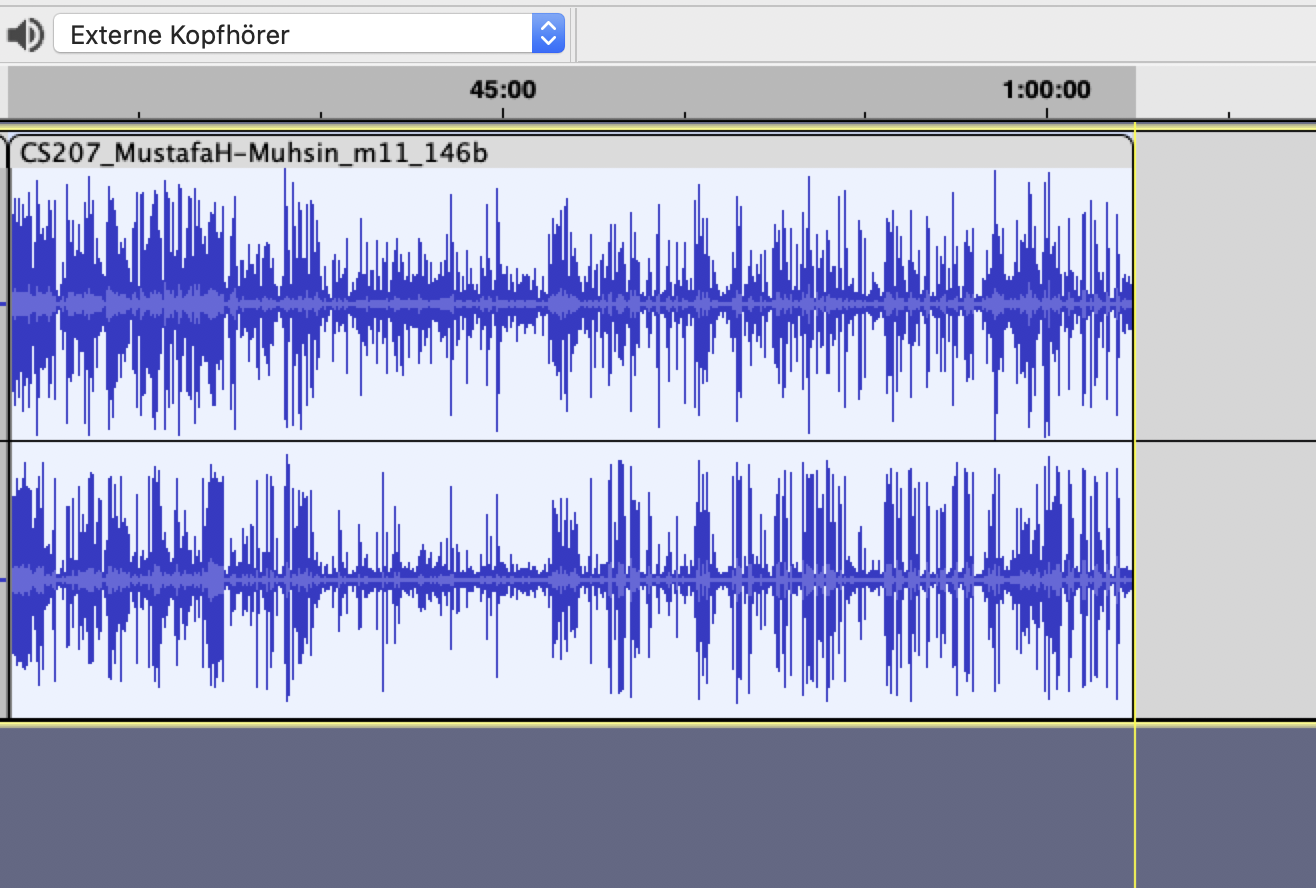 Externe Kopfhörer
45:00 1:00:00
CS207_MustafaH-Muhsin_m11_146b